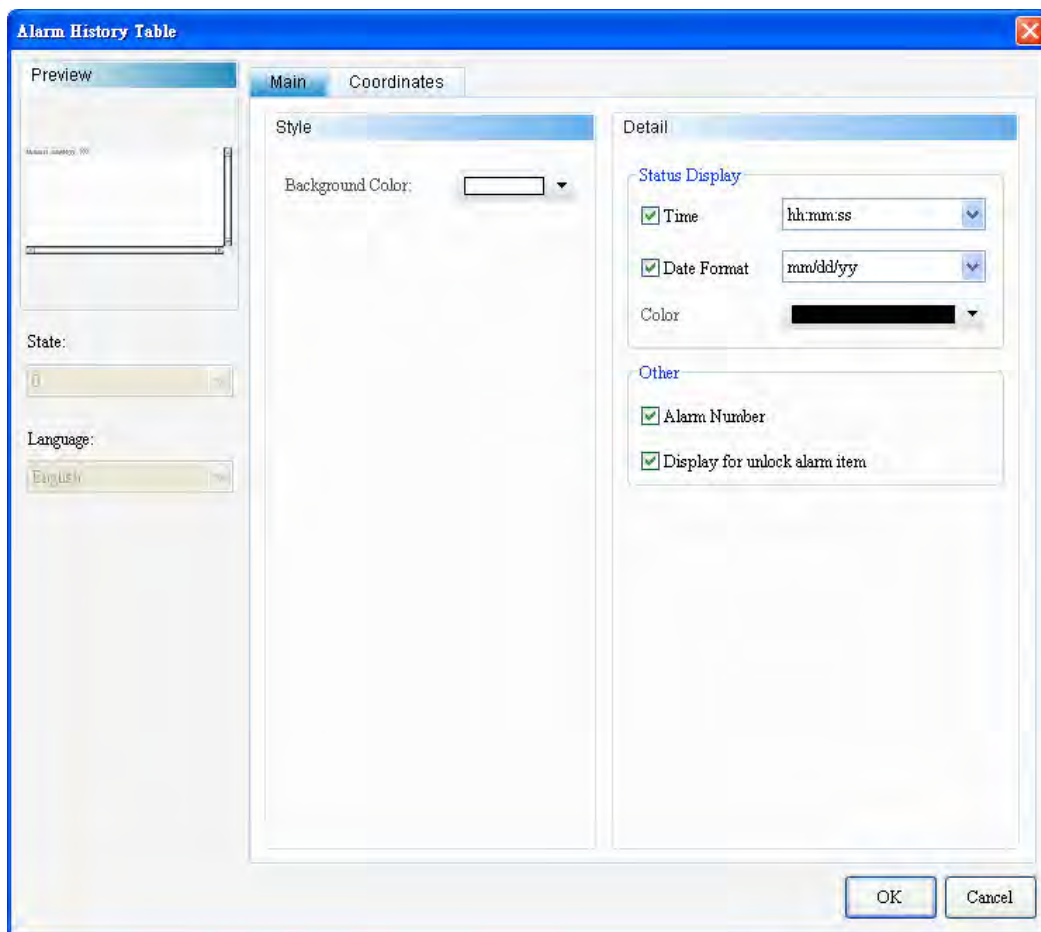 Alarm History Table
Preview
Main
Coordinates
Style
Background Color:
Detail
Status Display
Time
hh:mm:ss
Date Format
mm/dd/yy
Color
Other
Alarm Number
Display for unlock alarm item
State:
0
Language:
English
OK
Cancel